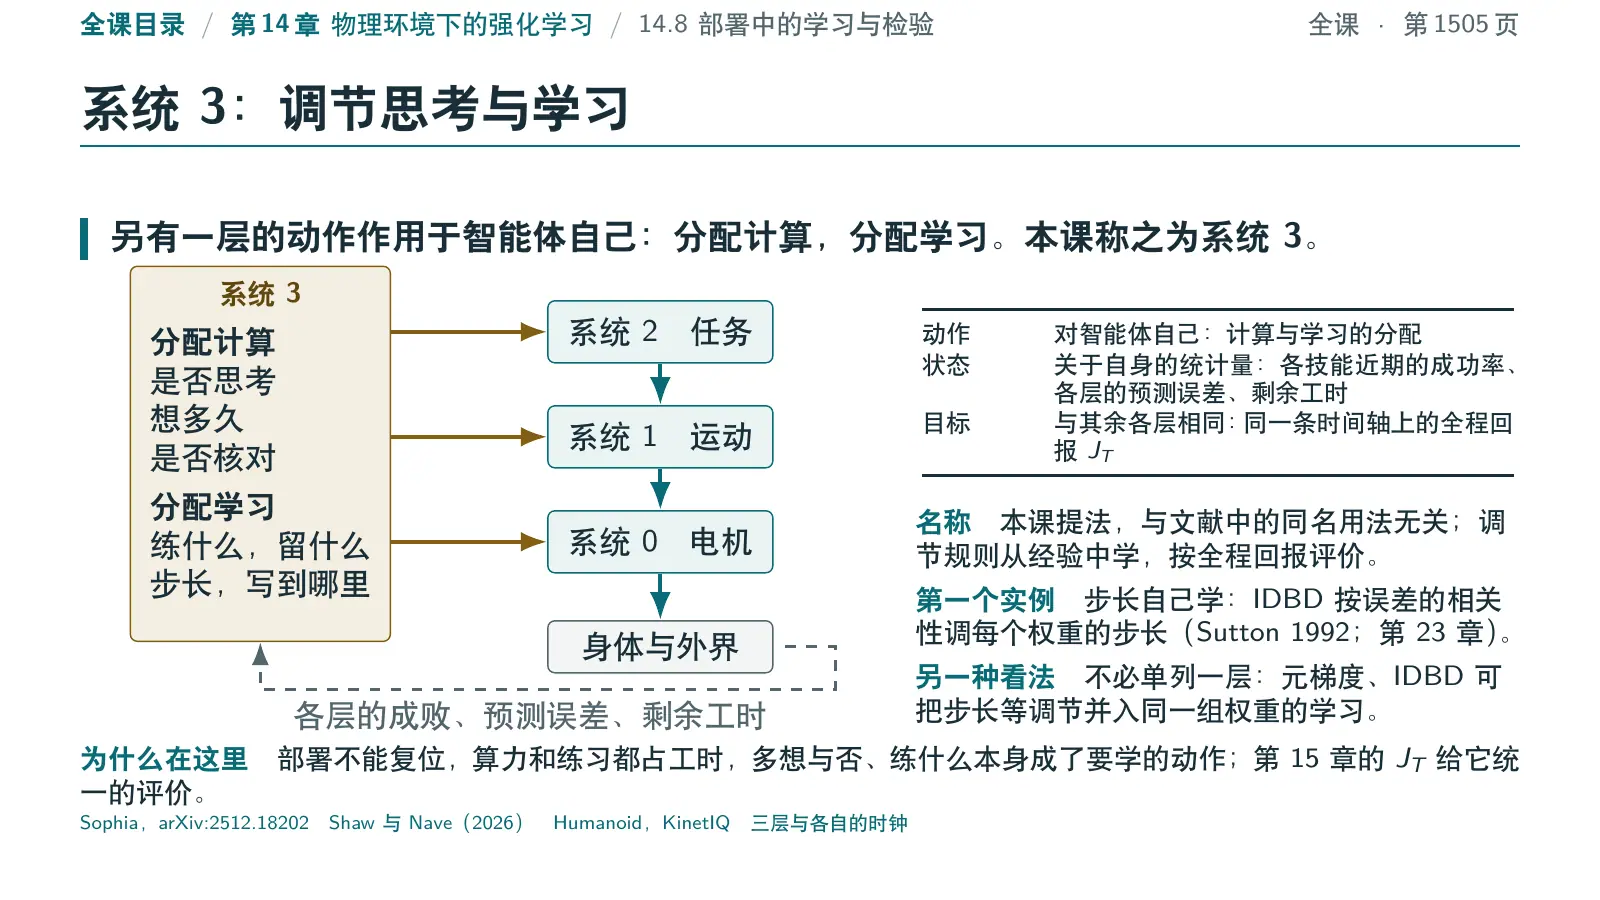 全课目录 / 第 14 章 物理环境下的强化学习 / 14.8 部署中的学习与检验
全课 · 第 1505 页
系统 3：调节思考与学习
另有一层的动作作用于智能体自己：分配计算，分配学习。本课称之为系统 3。
系统 3
分配计算
是否思考
想多久
是否核对
分配学习
练什么，留什么
步长，写到哪里
系统 2 任务
系统 1 运动
系统 0 电机
身体与外界
各层的成败、预测误差、剩余工时
动作 对智能体自己：计算与学习的分配
状态 关于自身的统计量：各技能近期的成功率、
各层的预测误差、剩余工时
目标 与其余各层相同：同一条时间轴上的全程回
报 J_T
名称 本课提法，与文献中的同名用法无关；调
节规则从经验中学，按全程回报评价。
第一个实例 步长自己学：IDBD 按误差的相关
性调每个权重的步长（Sutton 1992；第 23 章）。
另一种看法 不必单列一层：元梯度、IDBD 可
把步长等调节并入同一组权重的学习。
为什么在这里 部署不能复位，算力和练习都占工时，多想与否、练什么本身成了要学的动作；第 15 章的 J_T 给它统
一的评价。
Sophia，arXiv:2512.18202 Shaw 与 Nave（2026） Humanoid，KinetIQ 三层与各自的时钟